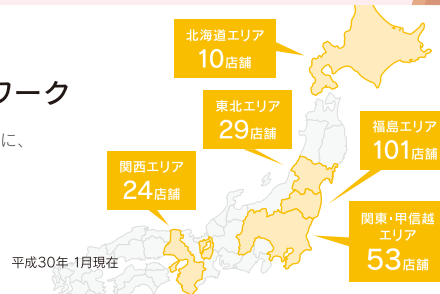 北海道エリア
10店舗
ワーク
東北エリア
29店舗
に、
福島エリア
101店舗
関西エリア
24店舗
関東・甲信越
エリア
53店舗
平成30年 1月現在